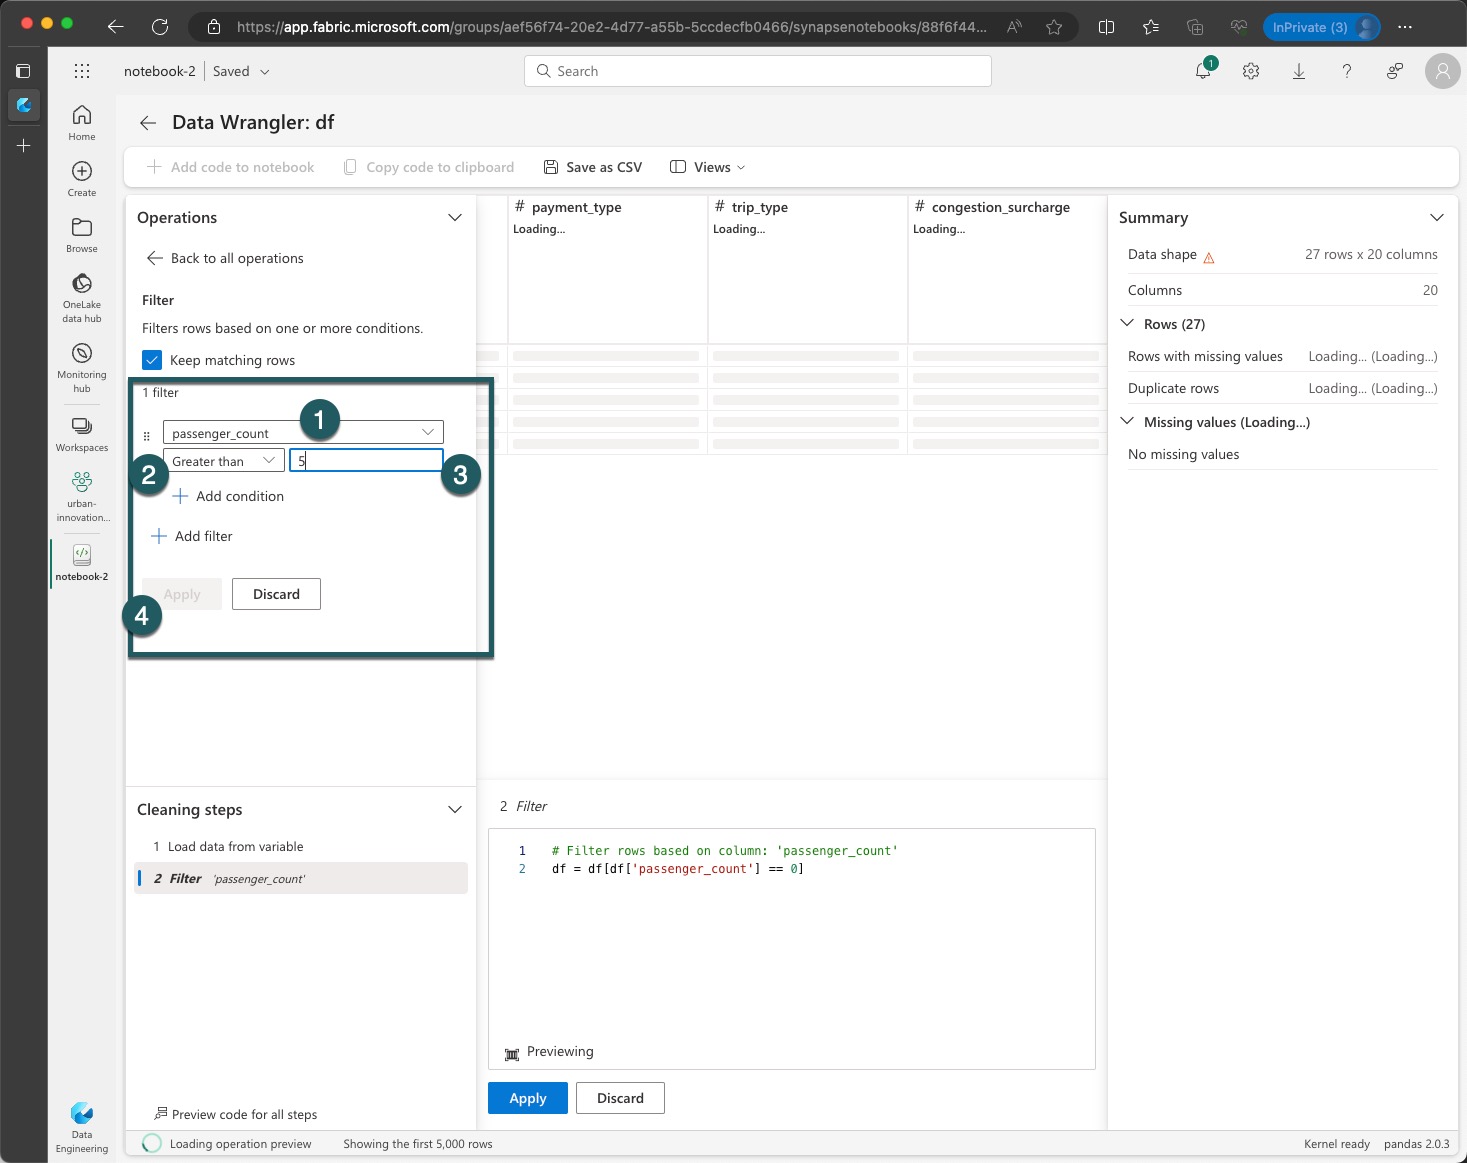 https://app.fabric.microsoft.com/groups/aef56f74-20e2-4d77-a55b-5ccdecfb0466/synapsenotebooks/88f6f44...
InPrivate (3)
notebook-2
Saved
Search
1
Home
Create
Browse
OneLake
data hub
Monitoring
hub
Workspaces
urban-
innovation...
notebook-2
Data
Engineering
Data Wrangler: df
Add code to notebook
Copy code to clipboard
Save as CSV
Views
Operations
Back to all operations
Filter
Filters rows based on one or more conditions.
Keep matching rows
1 filter
1
passenger_count
2
Greater than
5
3
Add condition
Add filter
Apply
Discard
4
# payment_type
Loading...
# trip_type
Loading...
# congestion_surcharge
Loading...
Summary
Data shape 27 rows x 20 columns
Columns 20
Rows (27)
Rows with missing values Loading... (Loading...)
Duplicate rows Loading... (Loading...)
Missing values (Loading...)
No missing values
Cleaning steps
1 Load data from variable
2 Filter 'passenger_count'
Preview code for all steps
2 Filter
1 # Filter rows based on column: 'passenger_count'
2 df = df[df['passenger_count'] == 0]
Previewing
Apply
Discard
Loading operation preview
Showing the first 5,000 rows
Kernel ready
pandas 2.0.3